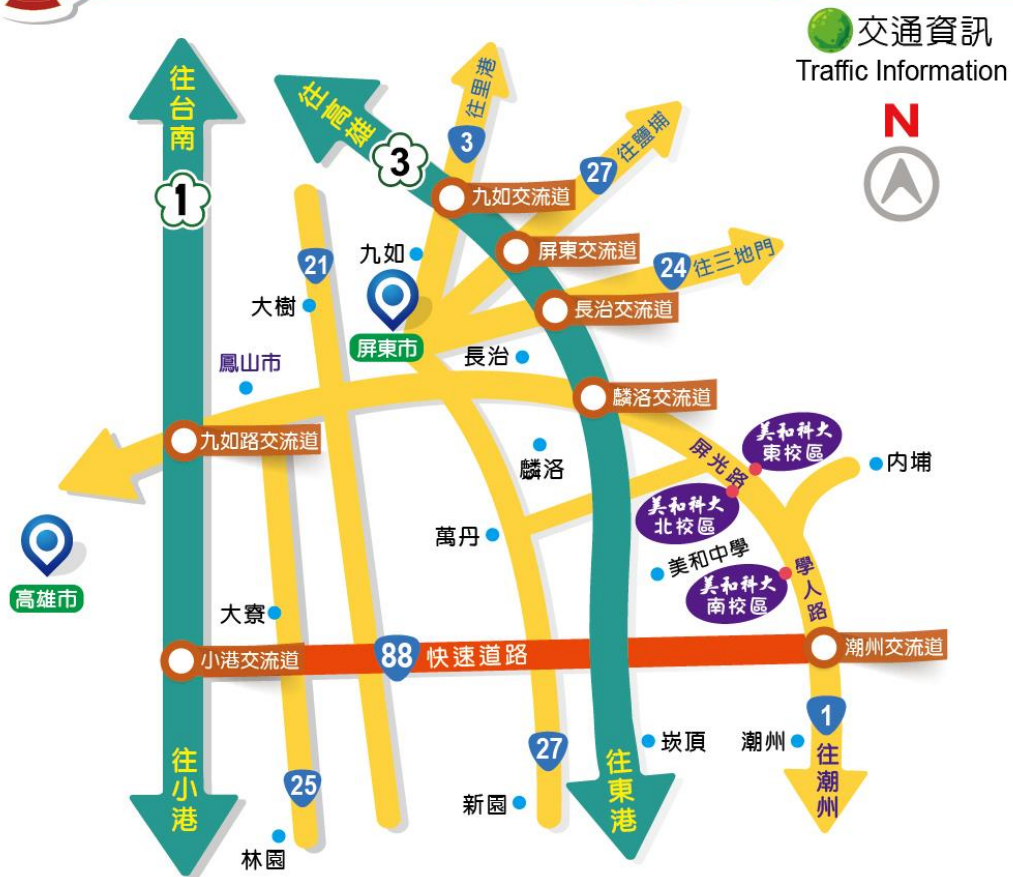 交通資訊
Traffic Information
N
往台南
往高雄
往里港
3
往鹽埔
27
1
3
九如交流道
屏東交流道
九如
21
24
往三地門
大樹
長治交流道
屏東市
長治
鳳山市
麟洛交流道
九如路交流道
美和科大
東校區
屏光路
麟洛
內埔
美和科大
北校區
萬丹
美和中學
高雄市
美和科大
南校區
學人路
大寮
小港交流道
88
快速道路
潮州交流道
1
崁頂
潮州
27
往小港
往東港
往潮州
25
新園
林園